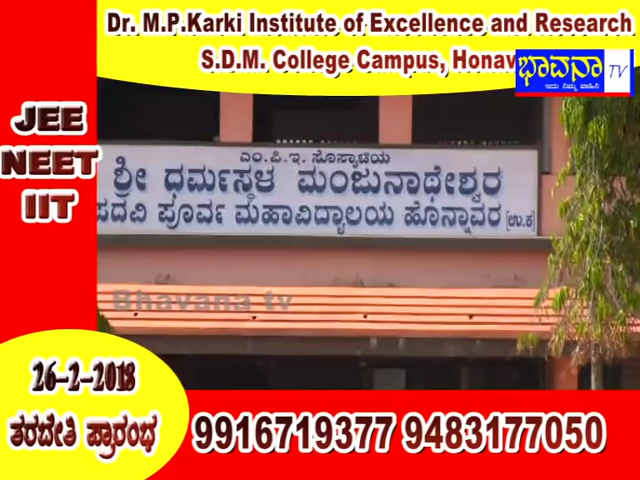 Dr. M.P.Karki Institute of Excellence and Research
S.D.M. College Campus, Honav
ಭಾವನಾ TV
ಇದು ನಿಮ್ಮ ವಾಹಿನಿ
JEE
NEET
IIT
ಎಂ.ಪಿ.ಇ. ಸೊಸ್ಶಾಟಿಯ
ಶ್ರೀ ಧರ್ಮಸ್ಥಳ ಮಂಜುನಾಥೇಶ್ವರ
ಪದವಿ ಪೂರ್ವ ಮಹಾವಿದ್ಯಾಲಯ ಹೊನ್ನಾವರ [ಉ.ಕ]
Bhavana tv
26-2-2018
ತರಬೇತಿ ಪ್ರಾರಂಭ
9916719377 9483177050